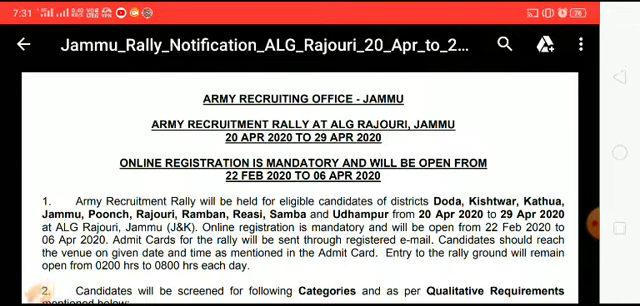 7:31
26
Jammu_Rally_Notification_ALG_Rajouri_20_Apr_to_2...
ARMY RECRUITING OFFICE - JAMMU
ARMY RECRUITMENT RALLY AT ALG RAJOURI, JAMMU
20 APR 2020 TO 29 APR 2020
ONLINE REGISTRATION IS MANDATORY AND WILL BE OPEN FROM
22 FEB 2020 TO 06 APR 2020
1. Army Recruitment Rally will be held for eligible candidates of districts Doda, Kishtwar, Kathua,
Jammu, Poonch, Rajouri, Ramban, Reasi, Samba and Udhampur from 20 Apr 2020 to 29 Apr 2020
at ALG Rajouri, Jammu (J&K). Online registration is mandatory and will be open from 22 Feb 2020 to
06 Apr 2020. Admit Cards for the rally will be sent through registered e-mail. Candidates should reach
the venue on given date and time as mentioned in the Admit Card. Entry to the rally ground will remain
open from 0200 hrs to 0800 hrs each day.
2. Candidates will be screened for following Categories and as per Qualitative Requirements
mentioned below: